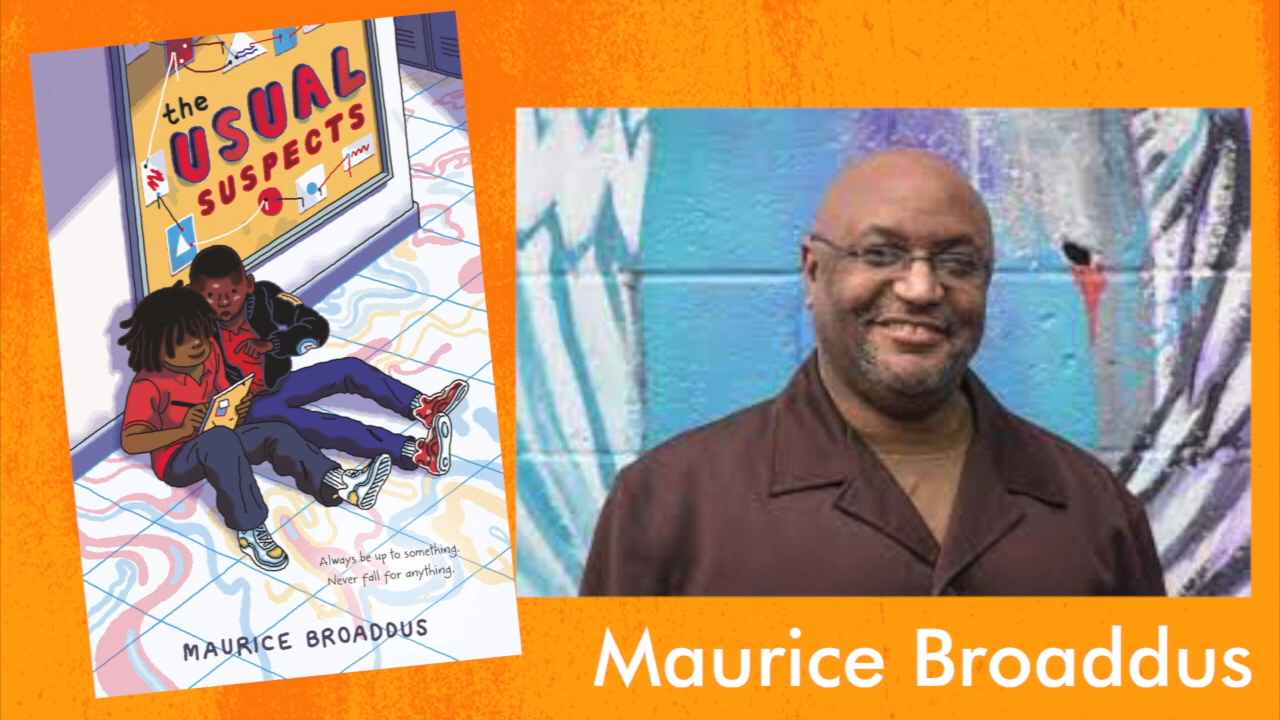 the
USUAL
SUSPECTS
Always be up to something.
Never fall for anything.
MAURICE BROADDUS
Maurice Broaddus